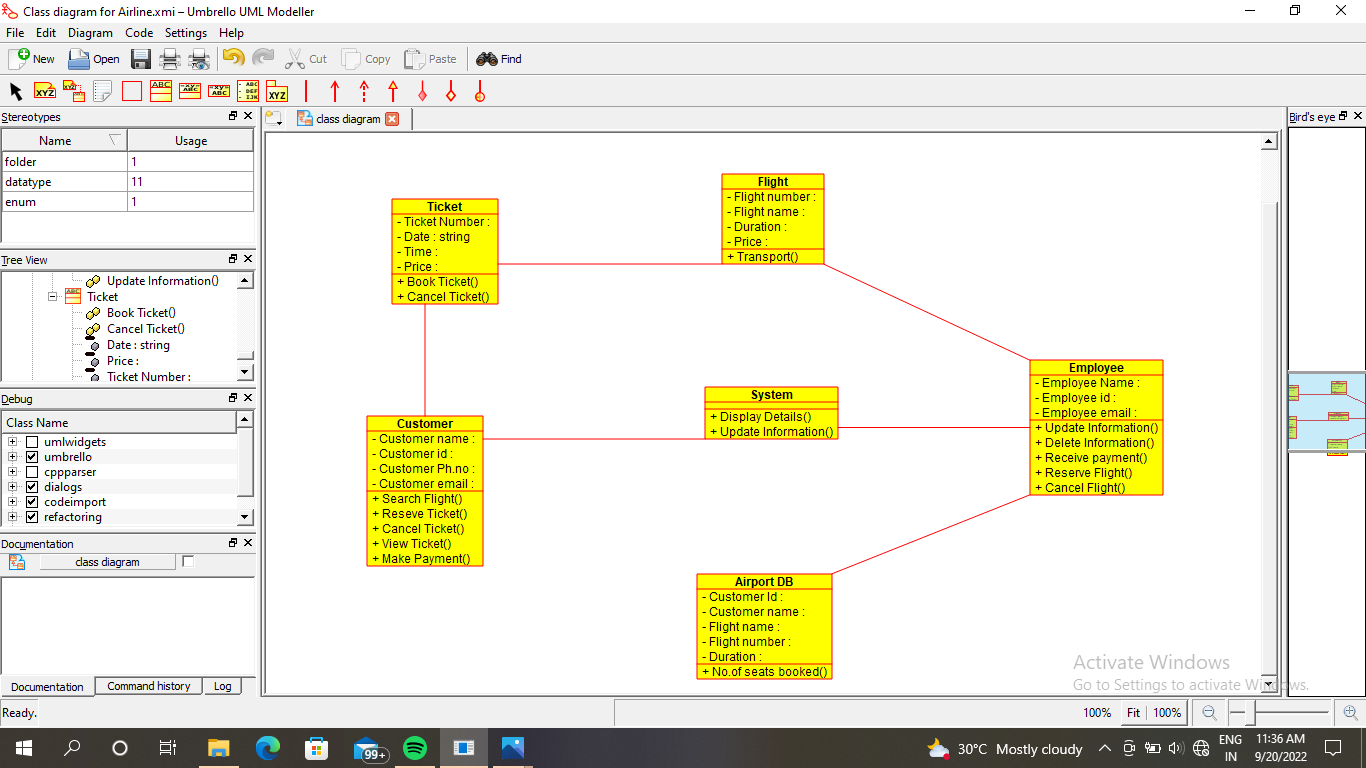 Class diagram for Airline.xmi – Umbrello UML Modeller
File Edit Diagram Code Settings Help
New Open Cut Copy Paste Find
XYZ
ABC
XYZ
Stereotypes
Name Usage
folder 1
datatype 11
enum 1
Tree View
Update Information()
Ticket
Book Ticket()
Cancel Ticket()
Date : string
Price :
Ticket Number :
Debug
Class Name
umlwidgets
umbrello
cppparser
dialogs
codeimport
refactoring
Documentation
class diagram
Documentation Command history Log
Ready.
class diagram
Bird's eye
Ticket
- Ticket Number :
- Date : string
- Time :
- Price :
+ Book Ticket()
+ Cancel Ticket()
Flight
- Flight number :
- Flight name :
- Duration :
- Price :
+ Transport()
Customer
- Customer name :
- Customer id :
- Customer Ph.no :
- Customer email :
+ Search Flight()
+ Reseve Ticket()
+ Cancel Ticket()
+ View Ticket()
+ Make Payment()
System
+ Display Details()
+ Update Information()
Employee
- Employee Name :
- Employee id :
- Employee email :
+ Update Information()
+ Delete Information()
+ Receive payment()
+ Reserve Flight()
+ Cancel Flight()
Airport DB
- Customer Id :
- Customer name :
- Flight name :
- Flight number :
- Duration :
+ No.of seats booked()
Activate Windows
Go to Settings to activate Windows.
100% Fit 100%
99+
30°C Mostly cloudy
ENG
IN
11:36 AM
9/20/2022